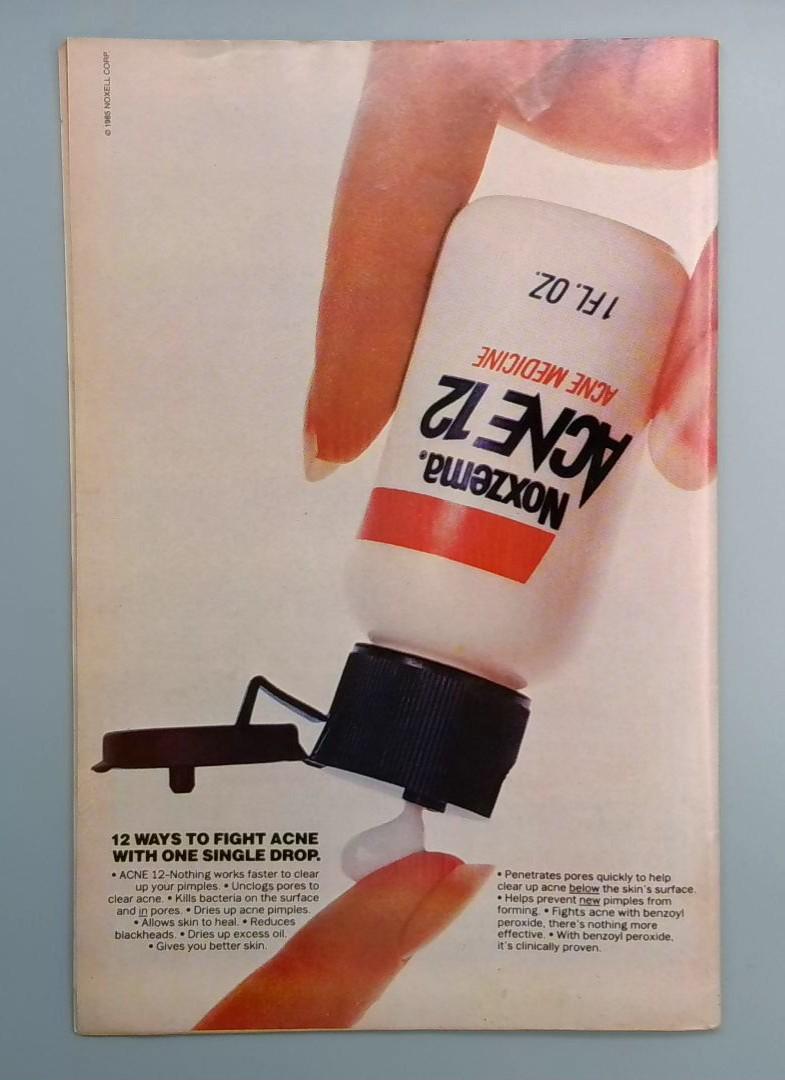 © 1985 NOXELL CORP.
1 FL. OZ.
ACNE MEDICINE
ACNE 12
Noxzema®
12 WAYS TO FIGHT ACNE
WITH ONE SINGLE DROP.
• ACNE 12–Nothing works faster to clear
up your pimples. • Unclogs pores to
clear acne. • Kills bacteria on the surface
and in pores. • Dries up acne pimples.
• Allows skin to heal. • Reduces
blackheads. • Dries up excess oil.
• Gives you better skin.
• Penetrates pores quickly to help
clear up acne below the skin's surface.
• Helps prevent new pimples from
forming. • Fights acne with benzoyl
peroxide, there's nothing more
effective. • With benzoyl peroxide,
it's clinically proven.